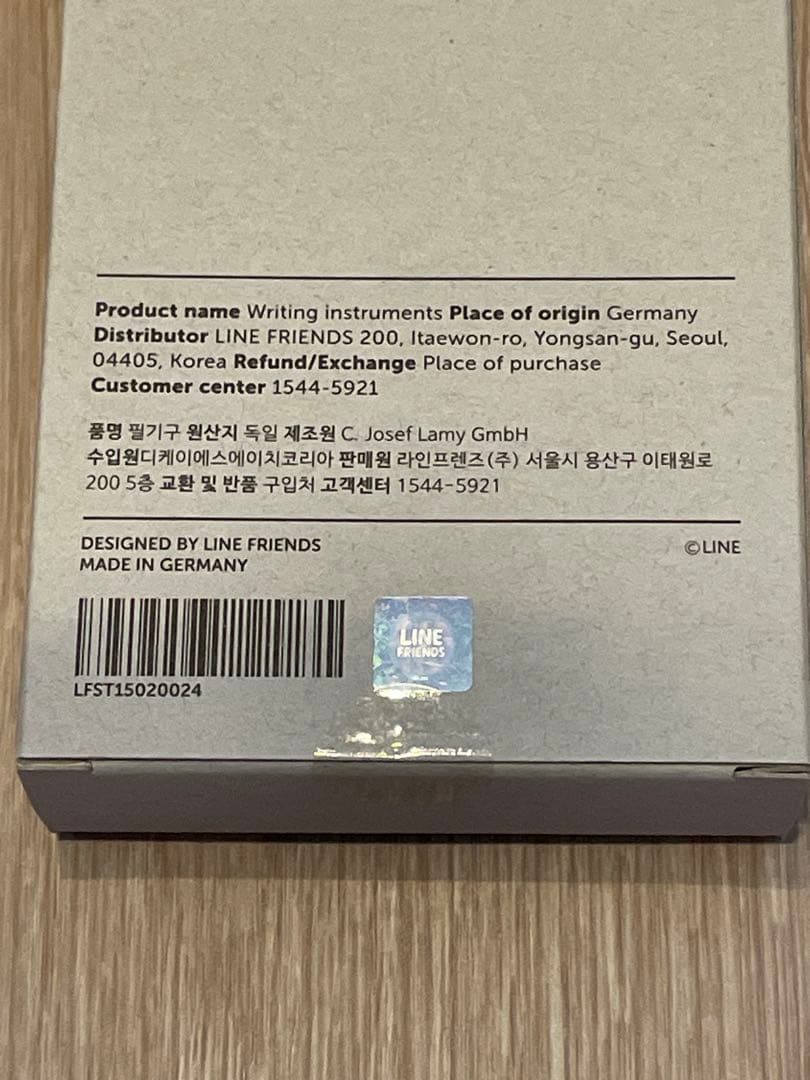 Product name Writing instruments Place of origin Germany
Distributor LINE FRIENDS 200, Itaewon-ro, Yongsan-gu, Seoul,
04405, Korea Refund/Exchange Place of purchase
Customer center 1544-5921
품명 필기구 원산지 독일 제조원 C. Josef Lamy GmbH
수입원디케이에스에이치코리아 판매원 라인프렌즈(주) 서울시 용산구 이태원로
200 5층 교환 및 반품 구입처 고객센터 1544-5921
DESIGNED BY LINE FRIENDS
MADE IN GERMANY
©LINE
LFST15020024
LINE
FRIENDS